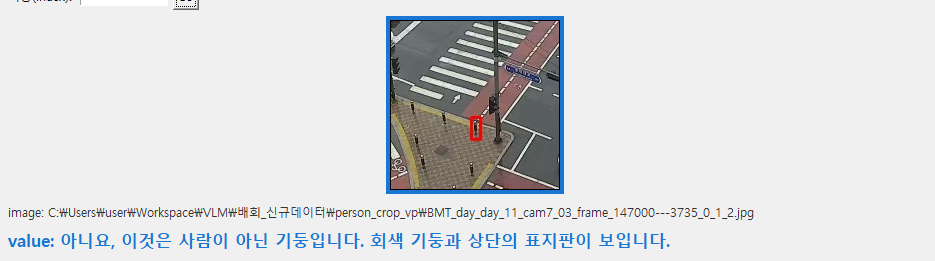 image: C:₩Users₩user₩Workspace₩VLM₩배회_신규데이터₩person_crop_vp₩BMT_day_day_11_cam7_03_frame_147000---3735_0_1_2.jpg
value: 아니요, 이것은 사람이 아닌 기둥입니다. 회색 기둥과 상단의 표지판이 보입니다.